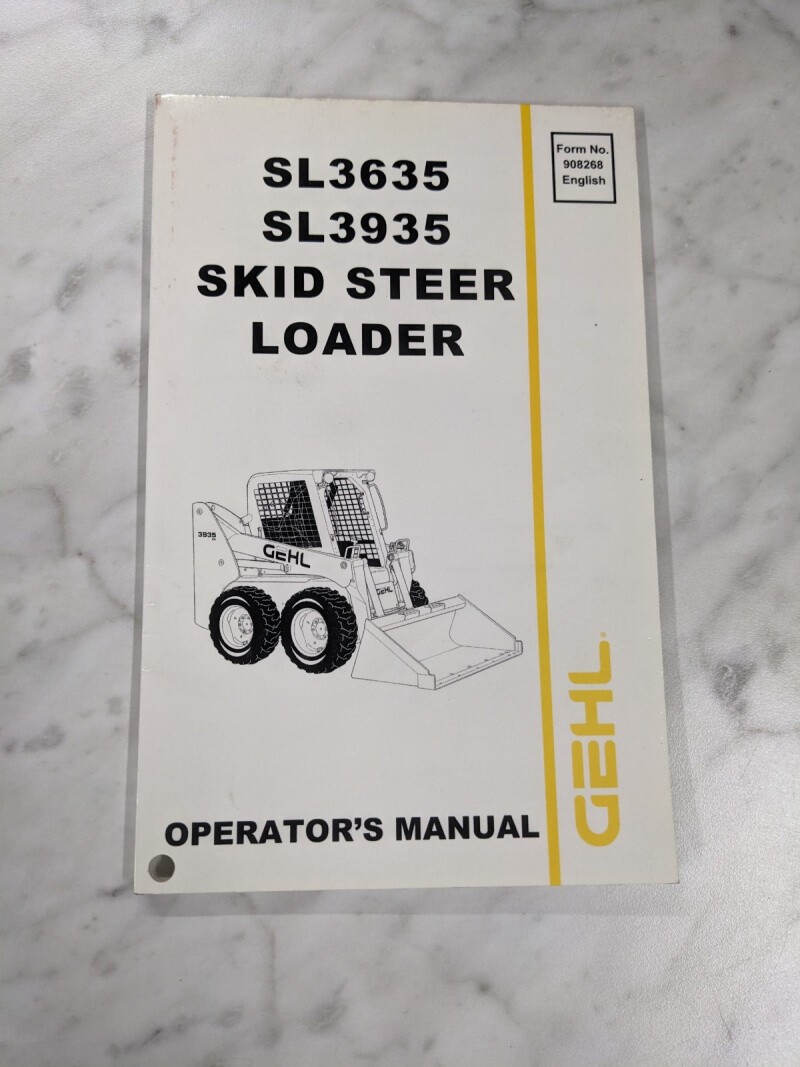 SL3635
SL3935
SKID STEER
LOADER
Form No.
908268
English
3935
GEHL
GEHL
GEHL®
OPERATOR'S MANUAL